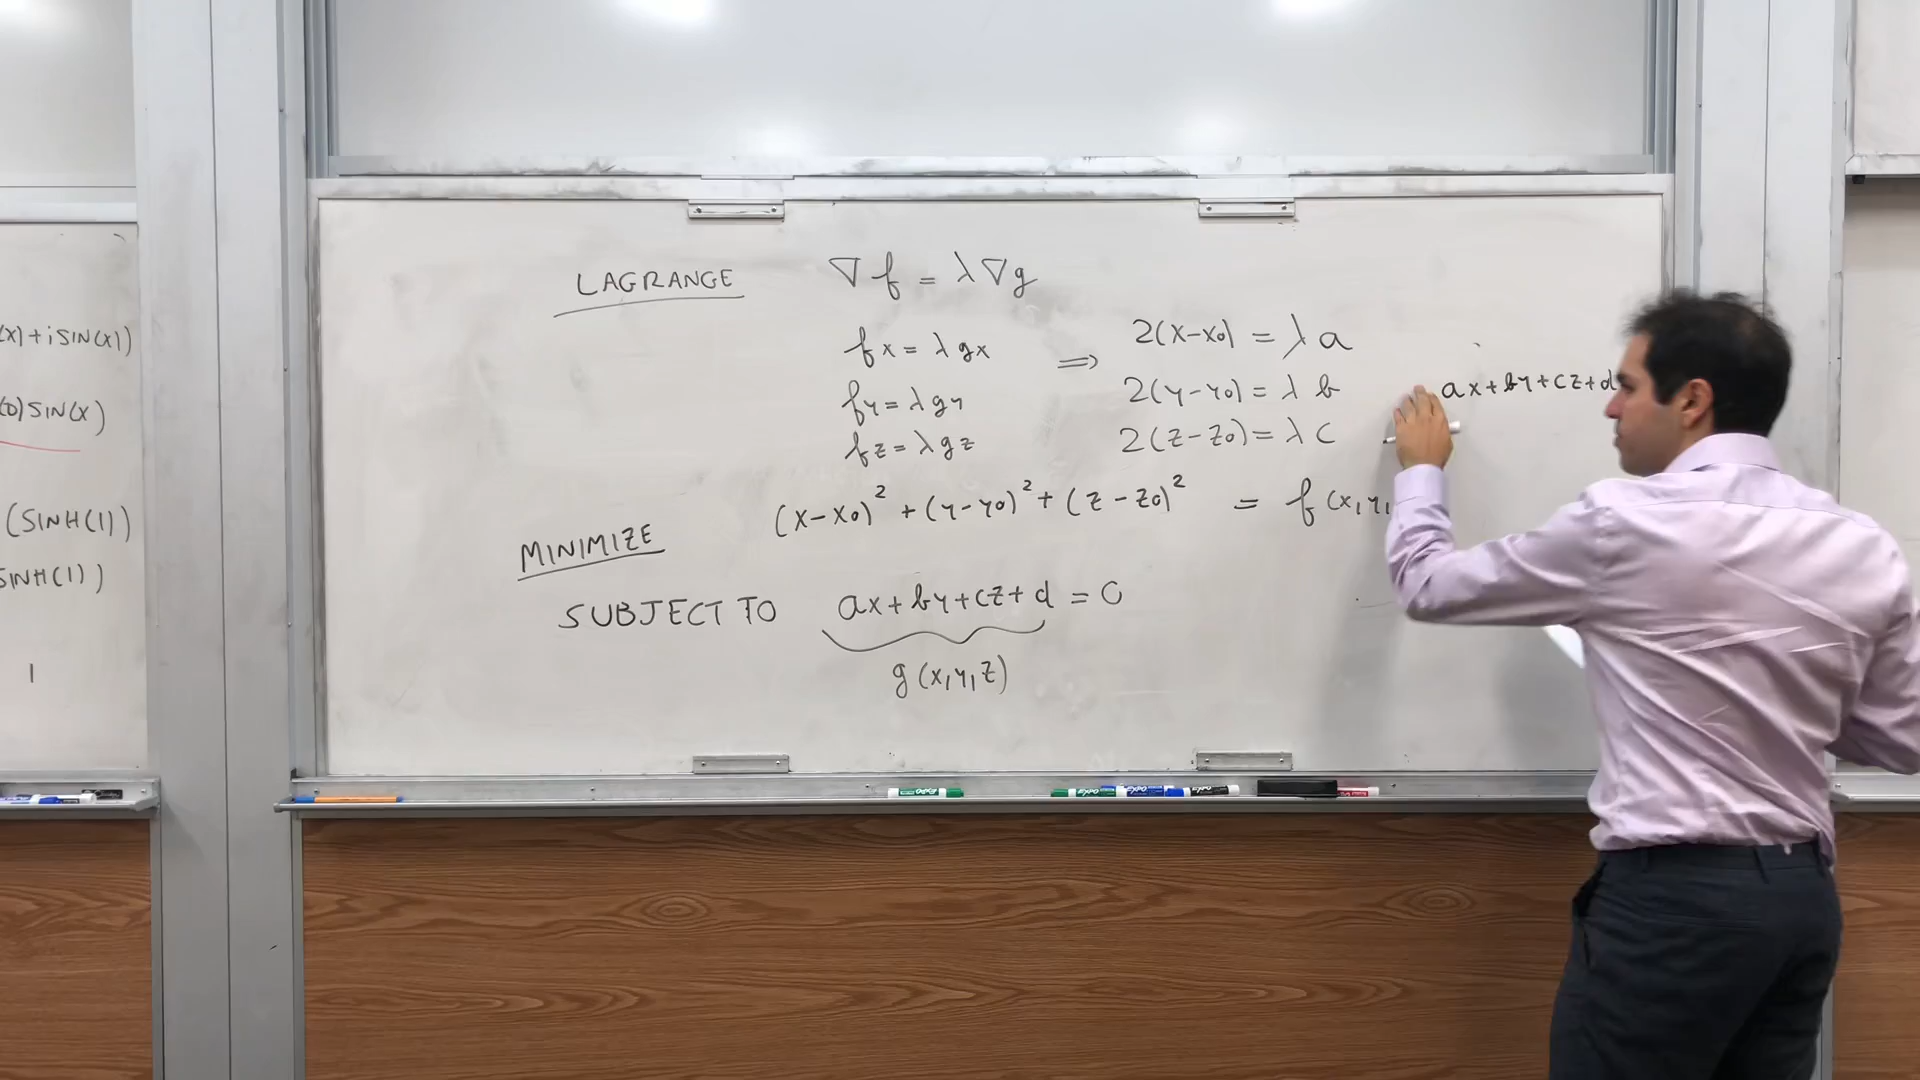 LAGRANGE ∇f = λ∇g
fx = λgx ⟹ 2(x-x0) = λa
fy = λgy 2(y-y0) = λb ax+by+cz+d
fz = λgz 2(z-z0) = λc
MINIMIZE (x-x0)² + (y-y0)² + (z-z0)² = f(x,y,
SUBJECT TO ax+by+cz+d = 0
g(x,y,z)
(x)+iSIN(x1)
(0)SIN(x)
(SINH(1))
SINH(1))
1